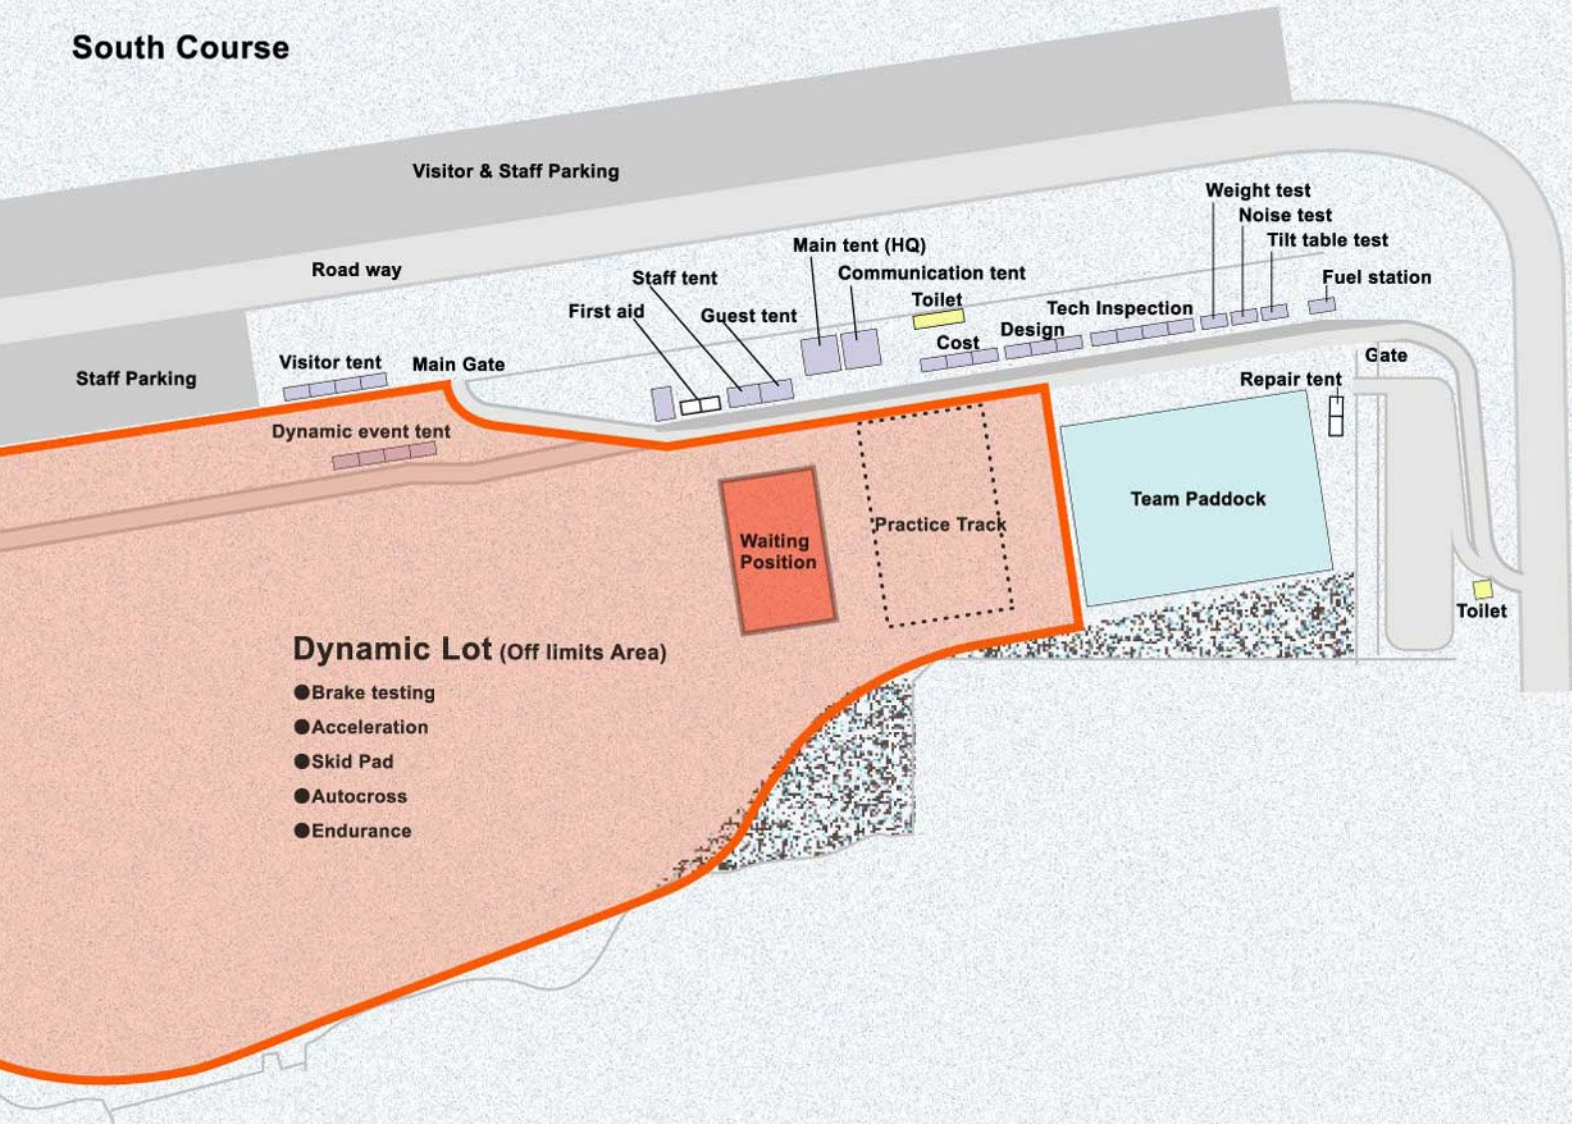 South Course
Visitor & Staff Parking
Weight test
Noise test
Tilt table test
Main tent (HQ)
Road way
Staff tent
Communication tent
Fuel station
Toilet
First aid
Guest tent
Tech Inspection
Design
Cost
Gate
Visitor tent
Main Gate
Staff Parking
Repair tent
Dynamic event tent
Team Paddock
Practice Track
Waiting
Position
Toilet
Dynamic Lot (Off limits Area)
●Brake testing
●Acceleration
●Skid Pad
●Autocross
●Endurance